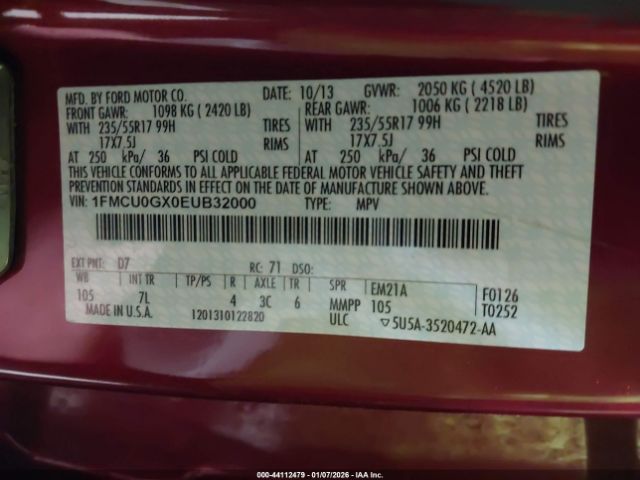 MFD. BY FORD MOTOR CO.
DATE: 10/13 GVWR: 2050 KG ( 4520 LB)
FRONT GAWR: 1098 KG ( 2420 LB) REAR GAWR: 1006 KG ( 2218 LB)
WITH 235/55R17 99H TIRES WITH 235/55R17 99H TIRES
17X7.5J RIMS 17X7.5J RIMS
AT 250 kPa/ 36 PSI COLD AT 250 kPa/ 36 PSI COLD
THIS VEHICLE CONFORMS TO ALL APPLICABLE FEDERAL MOTOR VEHICLE SAFETY AND THEFT
PREVENTION STANDARDS IN EFFECT ON THE DATE OF MANUFACTURE SHOWN ABOVE.
VIN: 1FMCU0GX0EUB32000 TYPE: MPV
EXT PNT: D7 RC: 71 DSO:
WB INT TR TP/PS R AXLE TR SPR EM21A F0126
105 7L 4 3C 6 MMPP 105 T0252
MADE IN U.S.A. 1201310122820 ULC ▽5U5A-3520472-AA
000-44112479 - 01/07/2026 - IAA Inc.